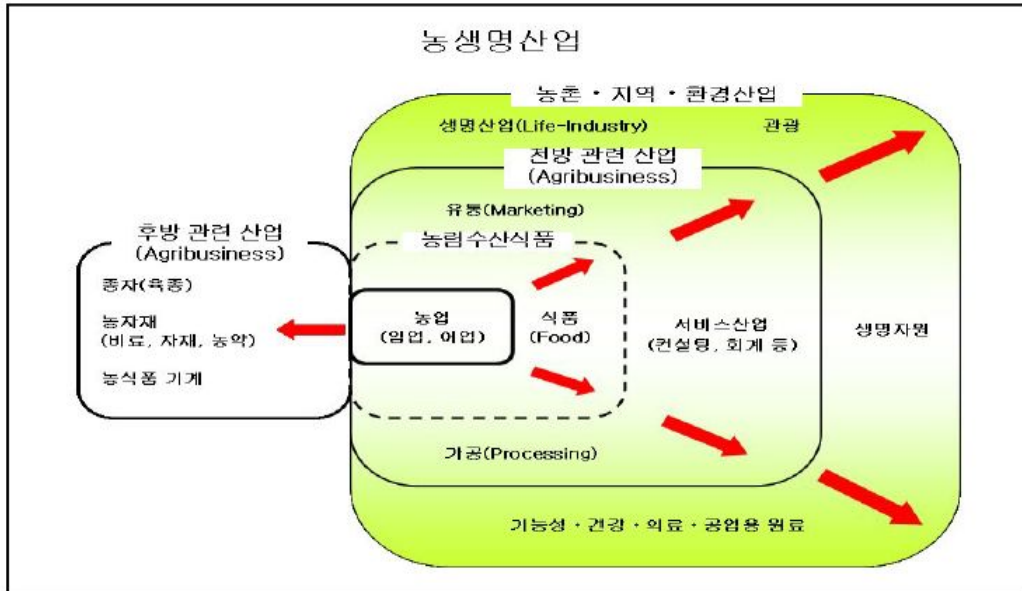 농생명산업
농촌・지역・환경산업
생명산업(Life-Industry)
관광
전방 관련 산업
(Agribusiness)
유통(Marketing)
후방 관련 산업
(Agribusiness)
농림수산식품
종자(육종)
농자재
(비료, 자재, 농약)
농식품 기계
농업
(임업, 어업)
식품
(Food)
서비스산업
(컨설팅, 회계 등)
생명자원
가공(Processing)
기능성・건강・의료・공업용 원료